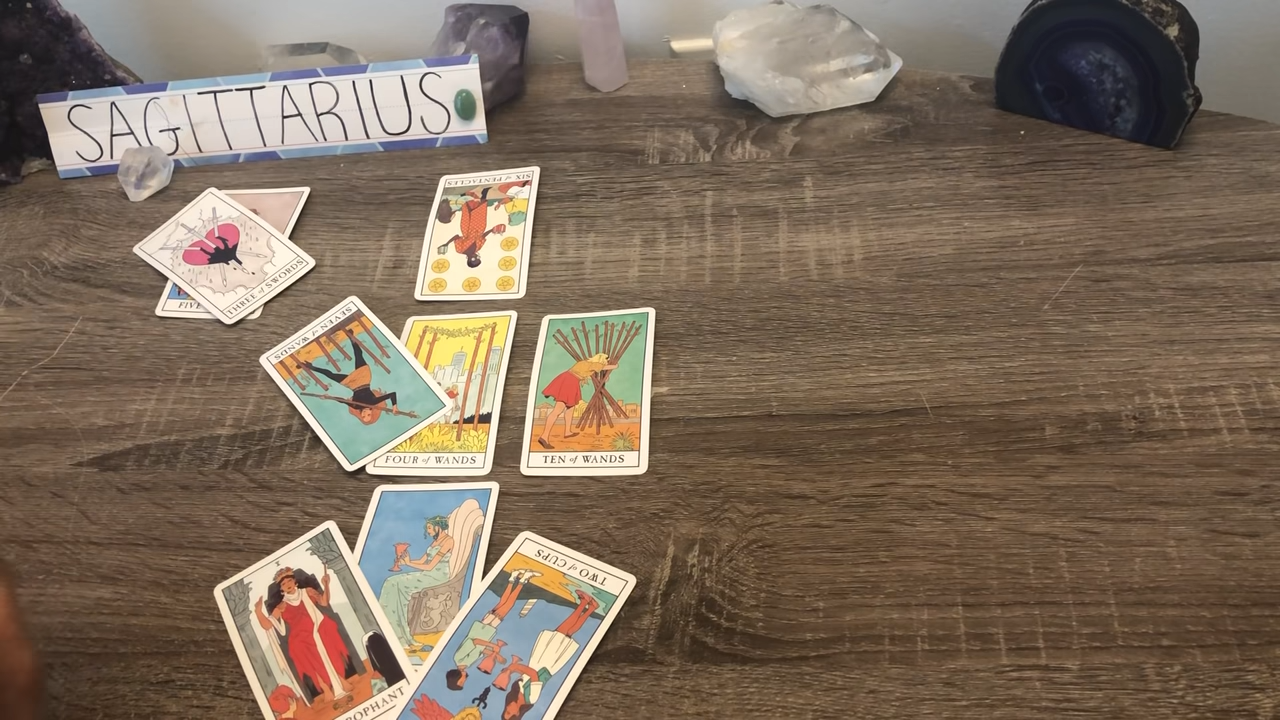 SAGITTARIUS
SIX of PENTACLES
THREE of SWORDS
FIVE
SEVEN of WANDS
FOUR of WANDS
TEN of WANDS
TWO of CUPS